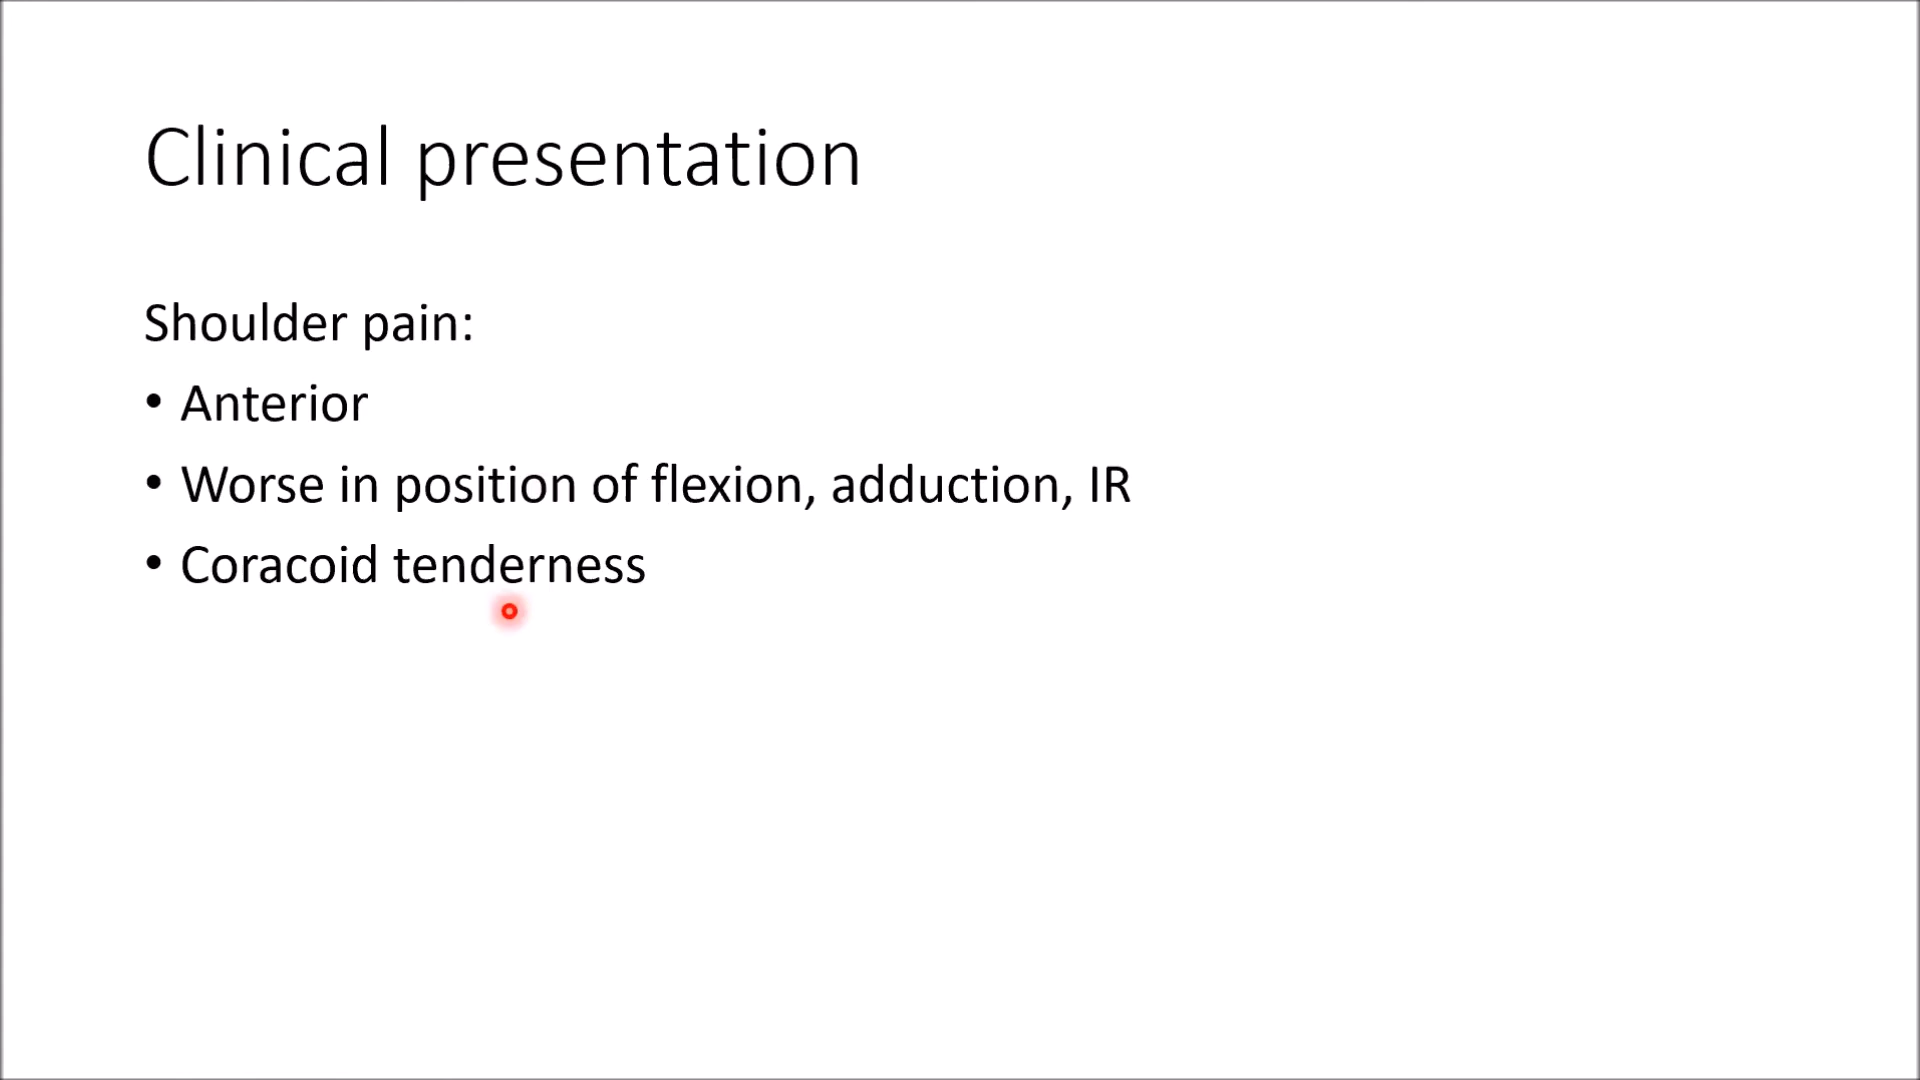 Clinical presentation
Shoulder pain:
• Anterior
• Worse in position of flexion, adduction, IR
• Coracoid tenderness